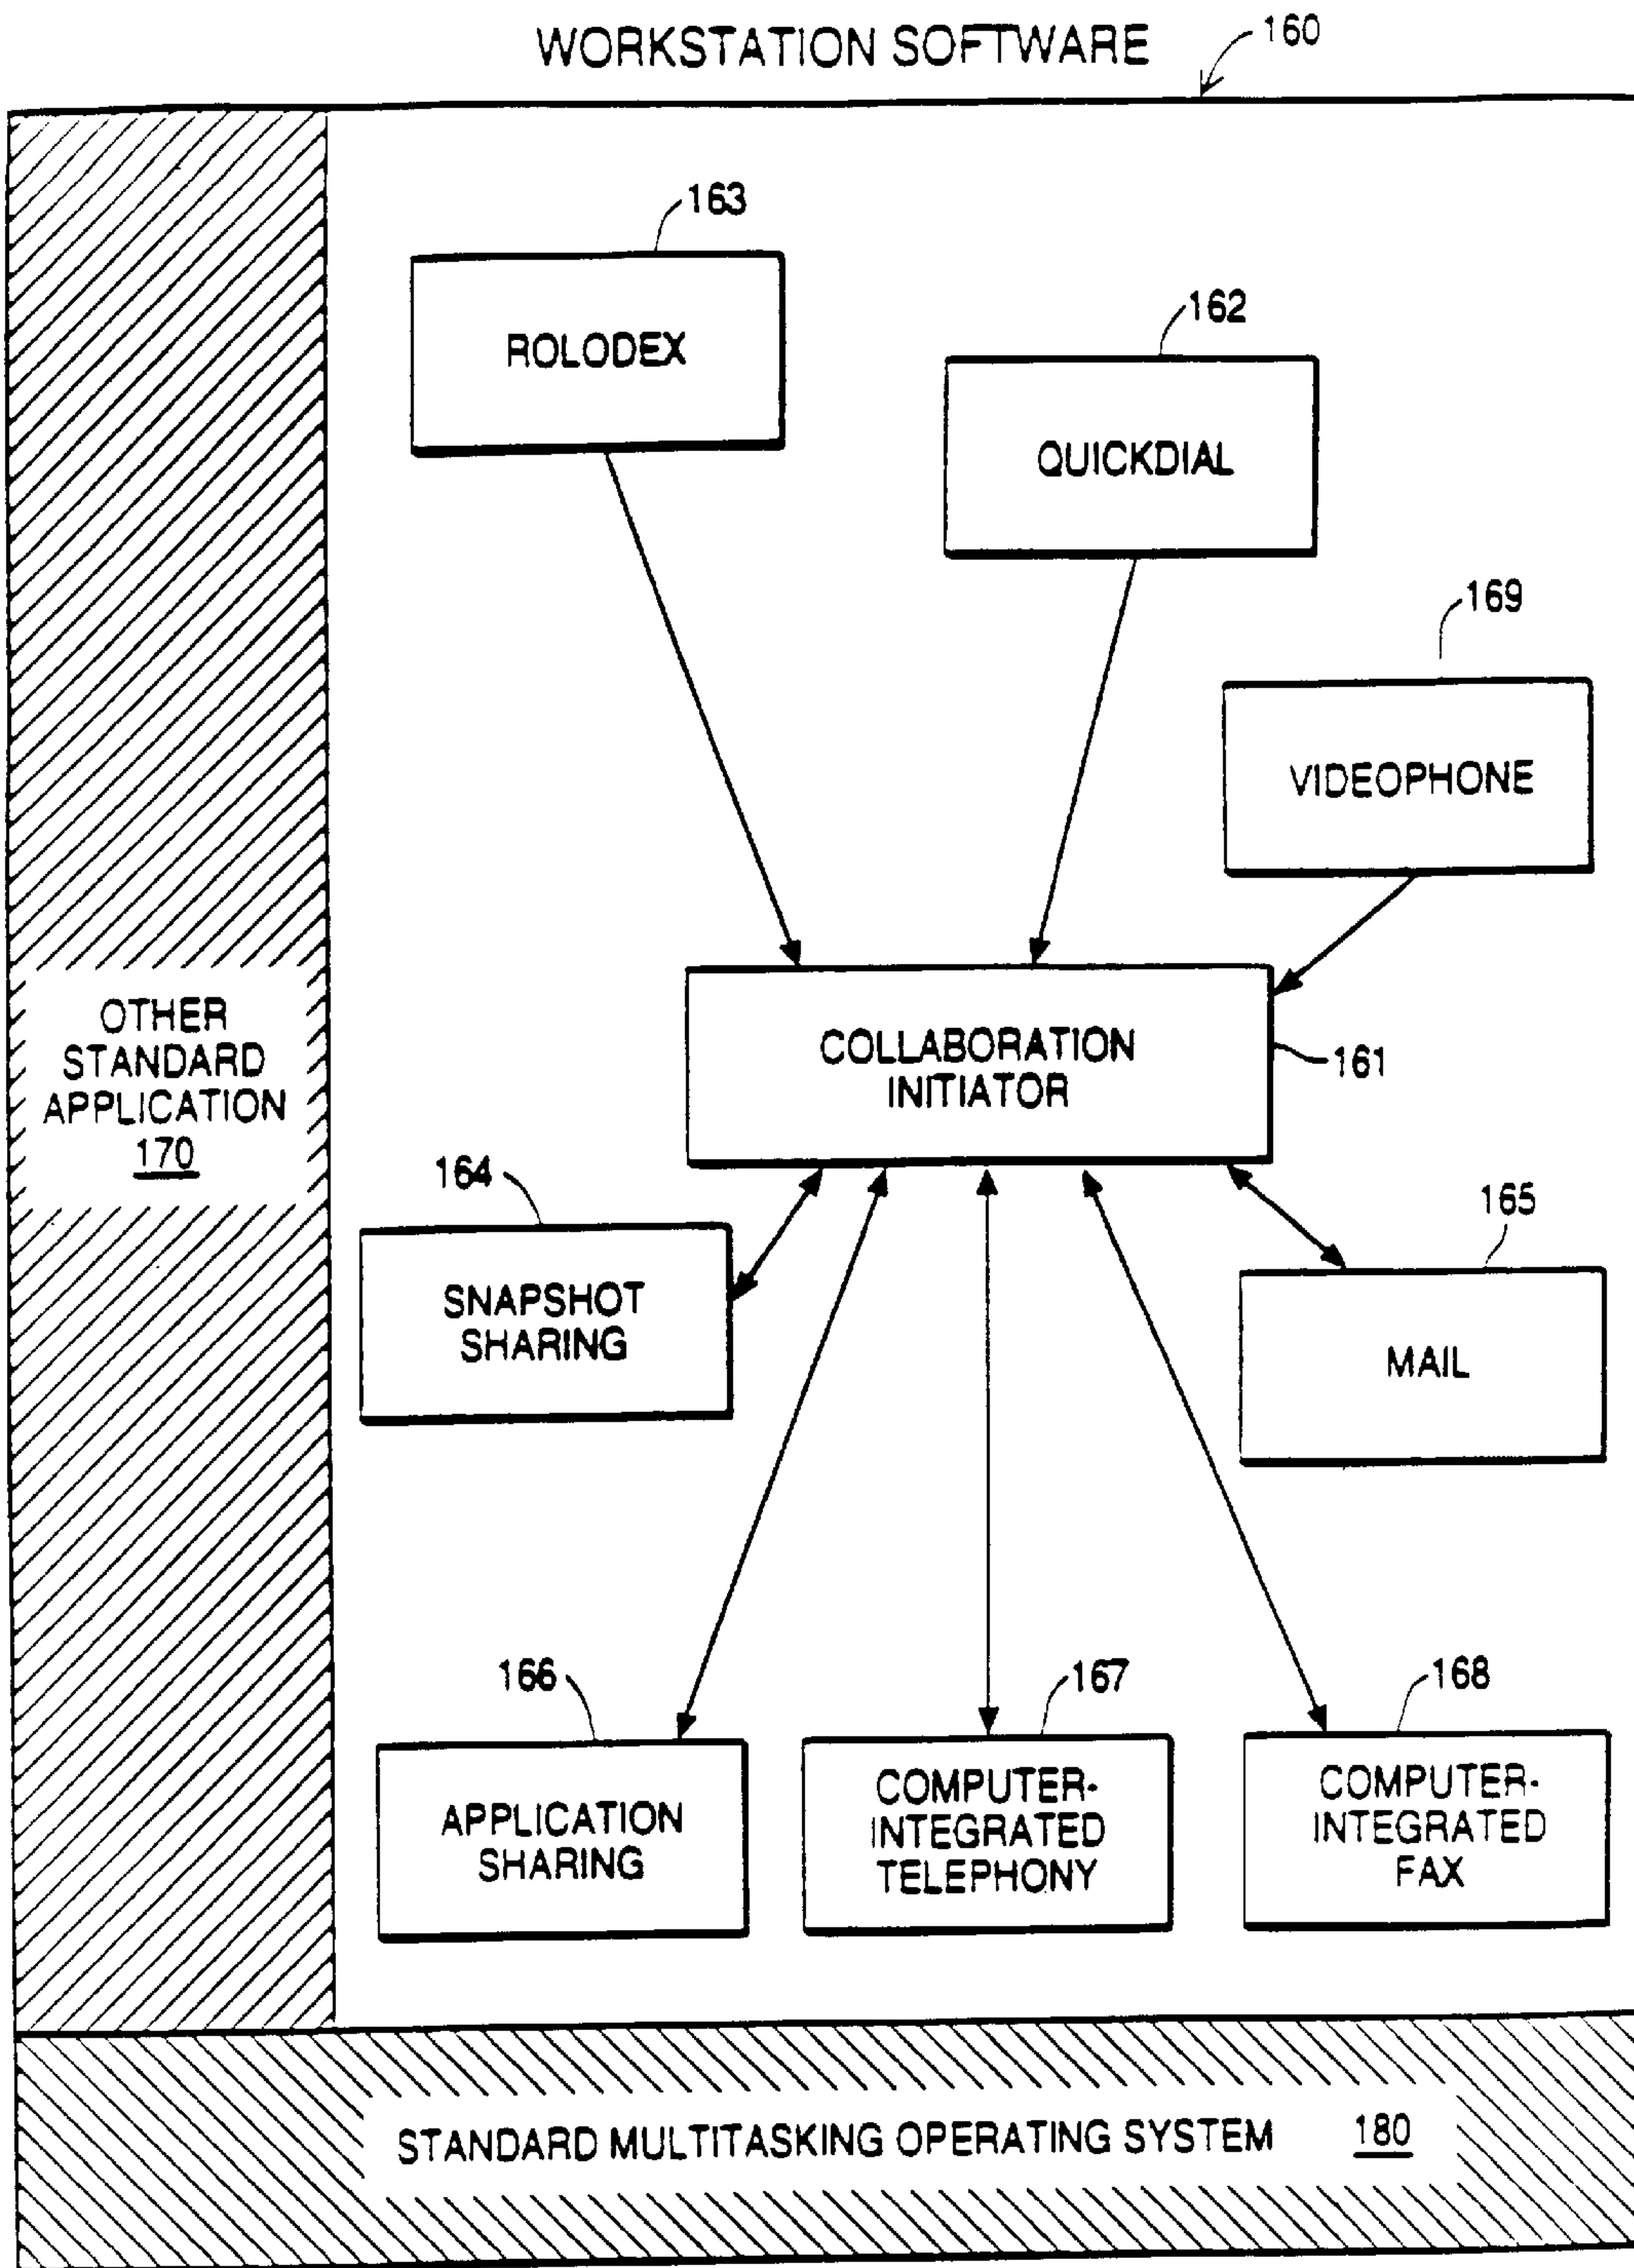 WORKSTATION SOFTWARE
160
163
ROLODEX
162
QUICKDIAL
169
VIDEOPHONE
COLLABORATION
INITIATOR
161
OTHER
STANDARD
APPLICATION
170
164
SNAPSHOT
SHARING
165
MAIL
166
APPLICATION
SHARING
167
COMPUTER-
INTEGRATED
TELEPHONY
168
COMPUTER-
INTEGRATED
FAX
STANDARD MULTITASKING OPERATING SYSTEM 180